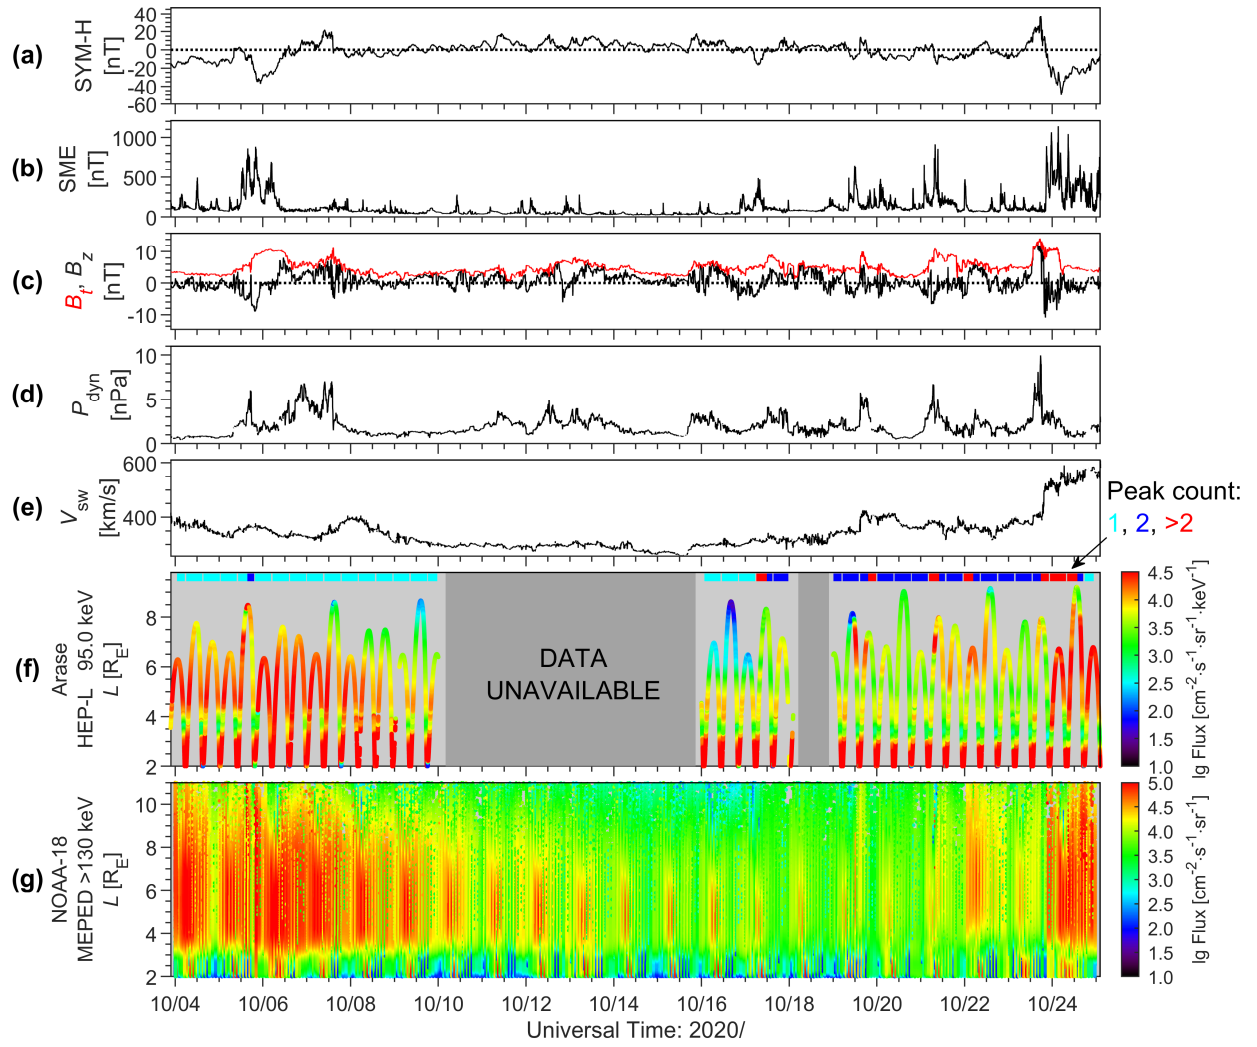 (a)
SYM-H
[nT]
40
20
0
-20
-40
-60
(b)
SME
[nT]
1000
500
0
(c)
Bt, Bz
[nT]
10
0
-10
(d)
Pdyn
[nPa]
10
5
0
(e)
Vsw
[km/s]
600
400
Peak count:
1, 2, >2
(f)
Arase
HEP-L 95.0 keV
L [RE]
8
6
4
2
DATA
UNAVAILABLE
4.5
4.0
3.5
3.0
2.5
2.0
1.5
1.0
lg Flux [cm-2·s-1·sr-1·keV-1]
(g)
NOAA-18
MEPED >130 keV
L [RE]
10
8
6
4
2
5.0
4.5
4.0
3.5
3.0
2.5
2.0
1.5
1.0
lg Flux [cm-2·s-1·sr-1]
10/04 10/06 10/08 10/10 10/12 10/14 10/16 10/18 10/20 10/22 10/24
Universal Time: 2020/